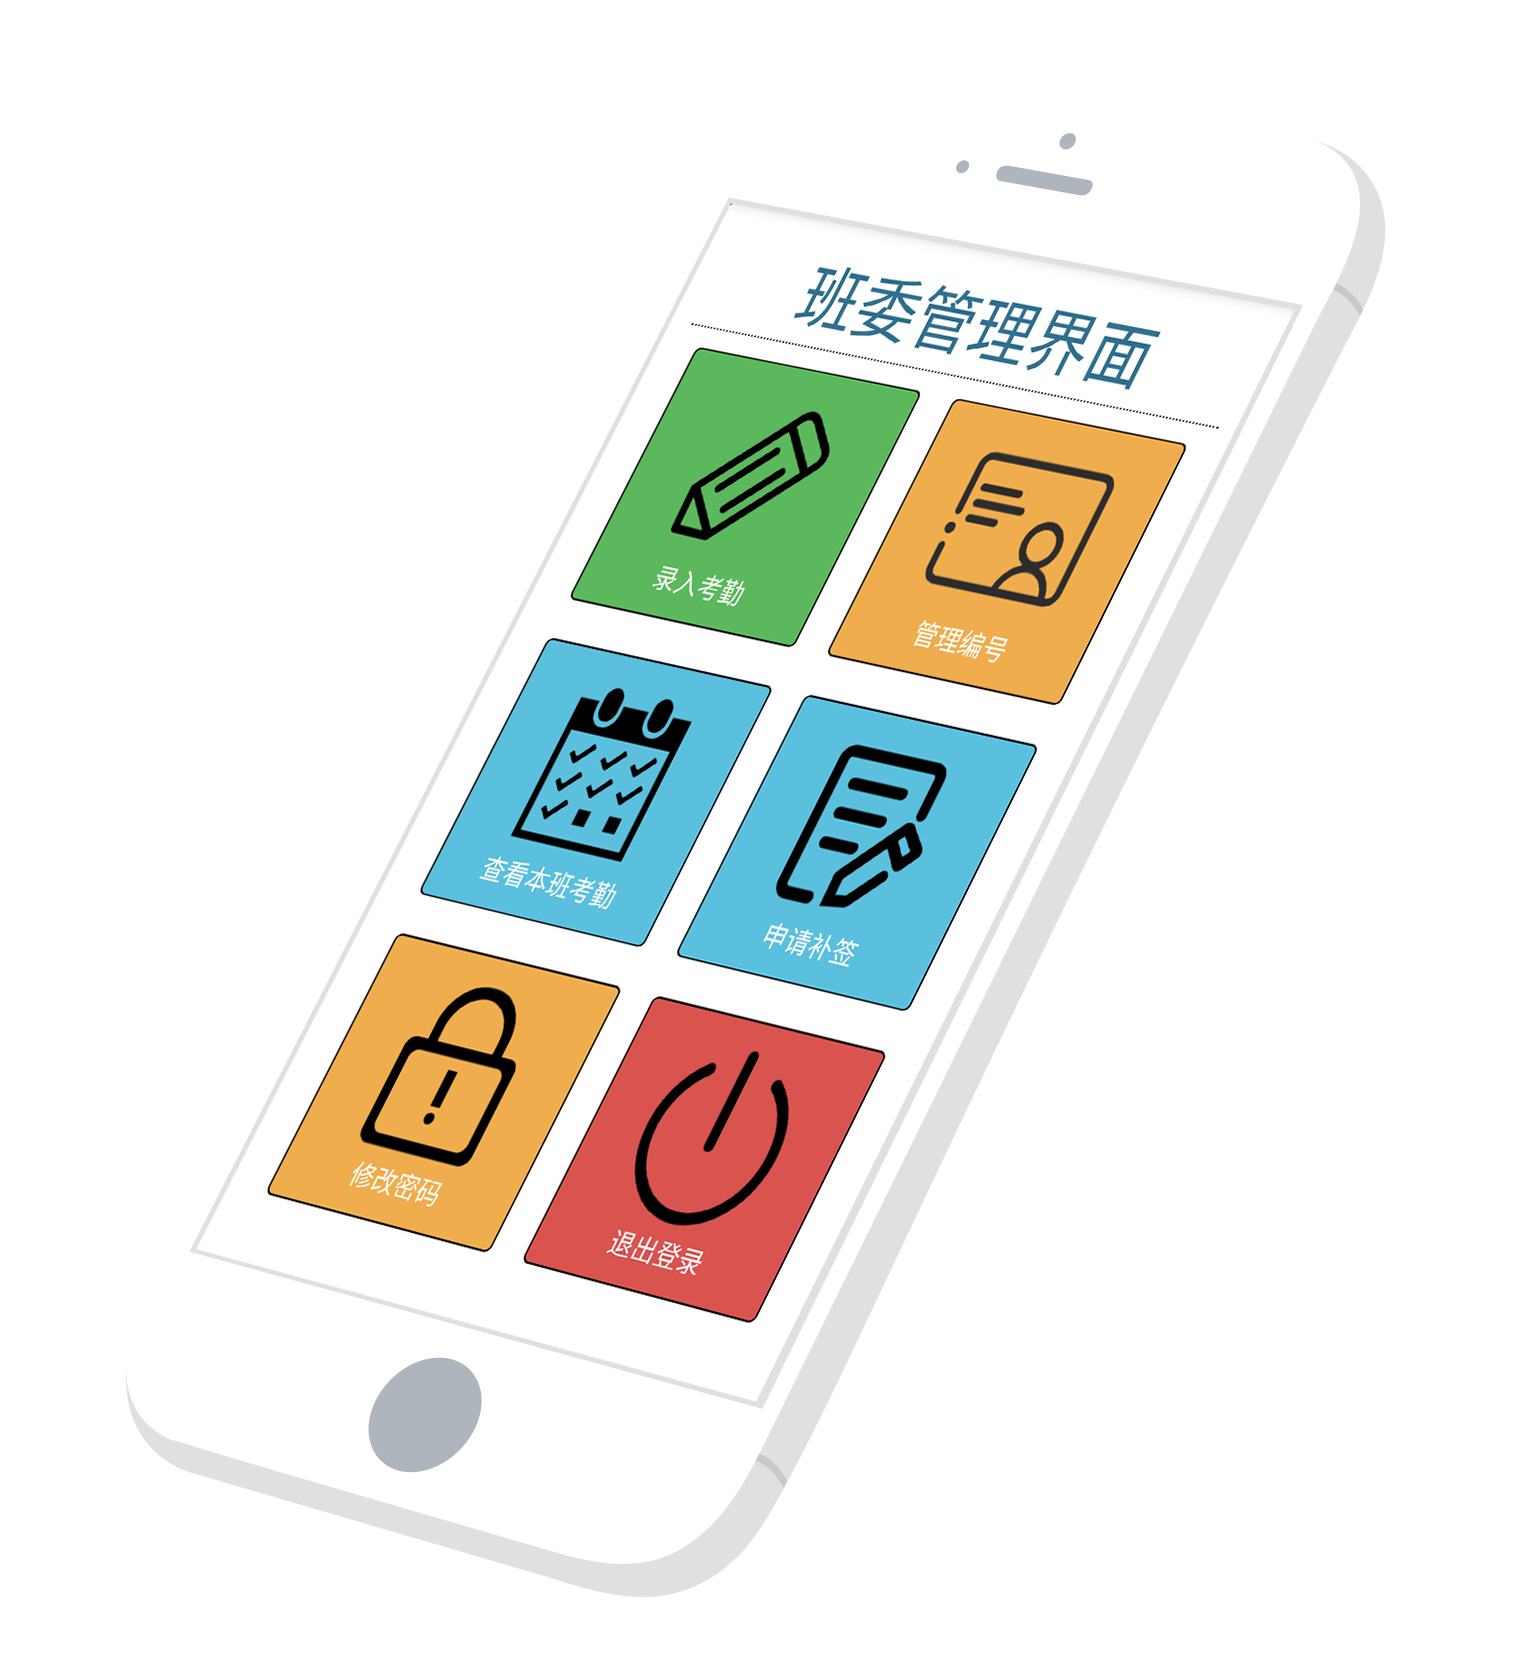 班委管理界面
录入考勤
管理编号
查看本班考勤
申请补签
修改密码
退出登录